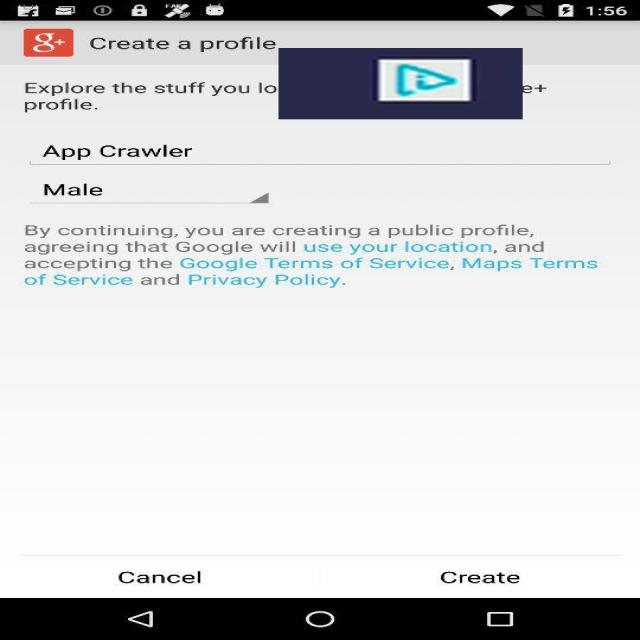 1:56
g+ Create a profile
Explore the stuff you lo e+
profile.
App Crawler
Male
By continuing, you are creating a public profile,
agreeing that Google will use your location, and
accepting the Google Terms of Service, Maps Terms
of Service and Privacy Policy.
Cancel Create